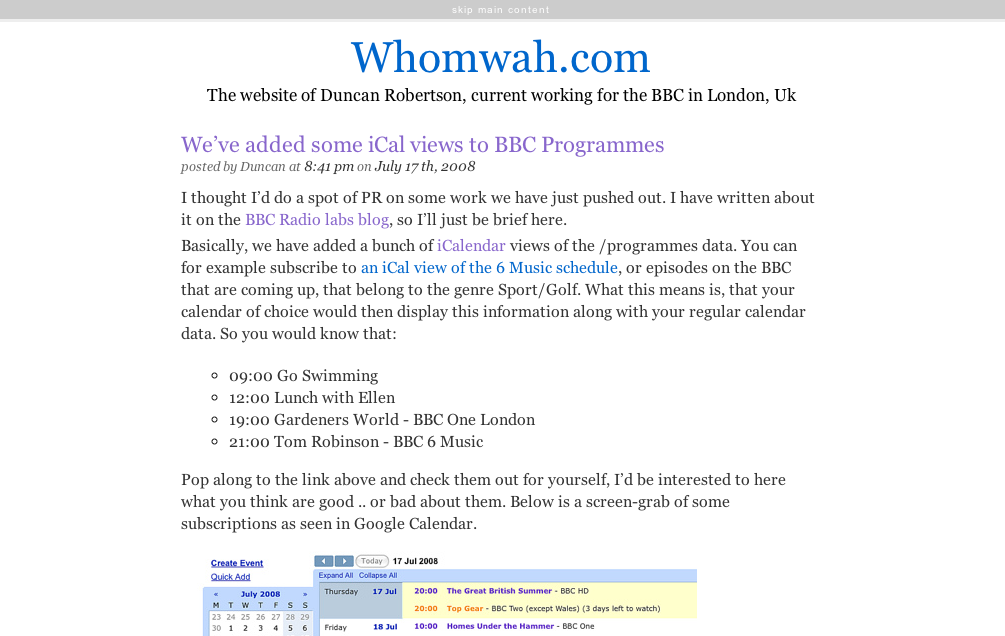 skip main content
Whomwah.com
The website of Duncan Robertson, current working for the BBC in London, Uk
We've added some iCal views to BBC Programmes
posted by Duncan at 8:41 pm on July 17th, 2008
I thought I'd do a spot of PR on some work we have just pushed out. I have written about
it on the BBC Radio labs blog, so I'll just be brief here.
Basically, we have added a bunch of iCalendar views of the /programmes data. You can
for example subscribe to an iCal view of the 6 Music schedule, or episodes on the BBC
that are coming up, that belong to the genre Sport/Golf. What this means is, that your
calendar of choice would then display this information along with your regular calendar
data. So you would know that:
09:00 Go Swimming
12:00 Lunch with Ellen
19:00 Gardeners World - BBC One London
21:00 Tom Robinson - BBC 6 Music
Pop along to the link above and check them out for yourself, I'd be interested to here
what you think are good .. or bad about them. Below is a screen-grab of some
subscriptions as seen in Google Calendar.
Create Event
Quick Add
« July 2008 »
M T W T F S S
23 24 25 26 27 28 29
30 1 2 3 4 5 6
Today 17 Jul 2008
Expand All Collapse All
Thursday 17 Jul 20:00 The Great British Summer - BBC HD
20:00 Top Gear - BBC Two (except Wales) (3 days left to watch)
Friday 18 Jul 10:00 Homes Under the Hammer - BBC One